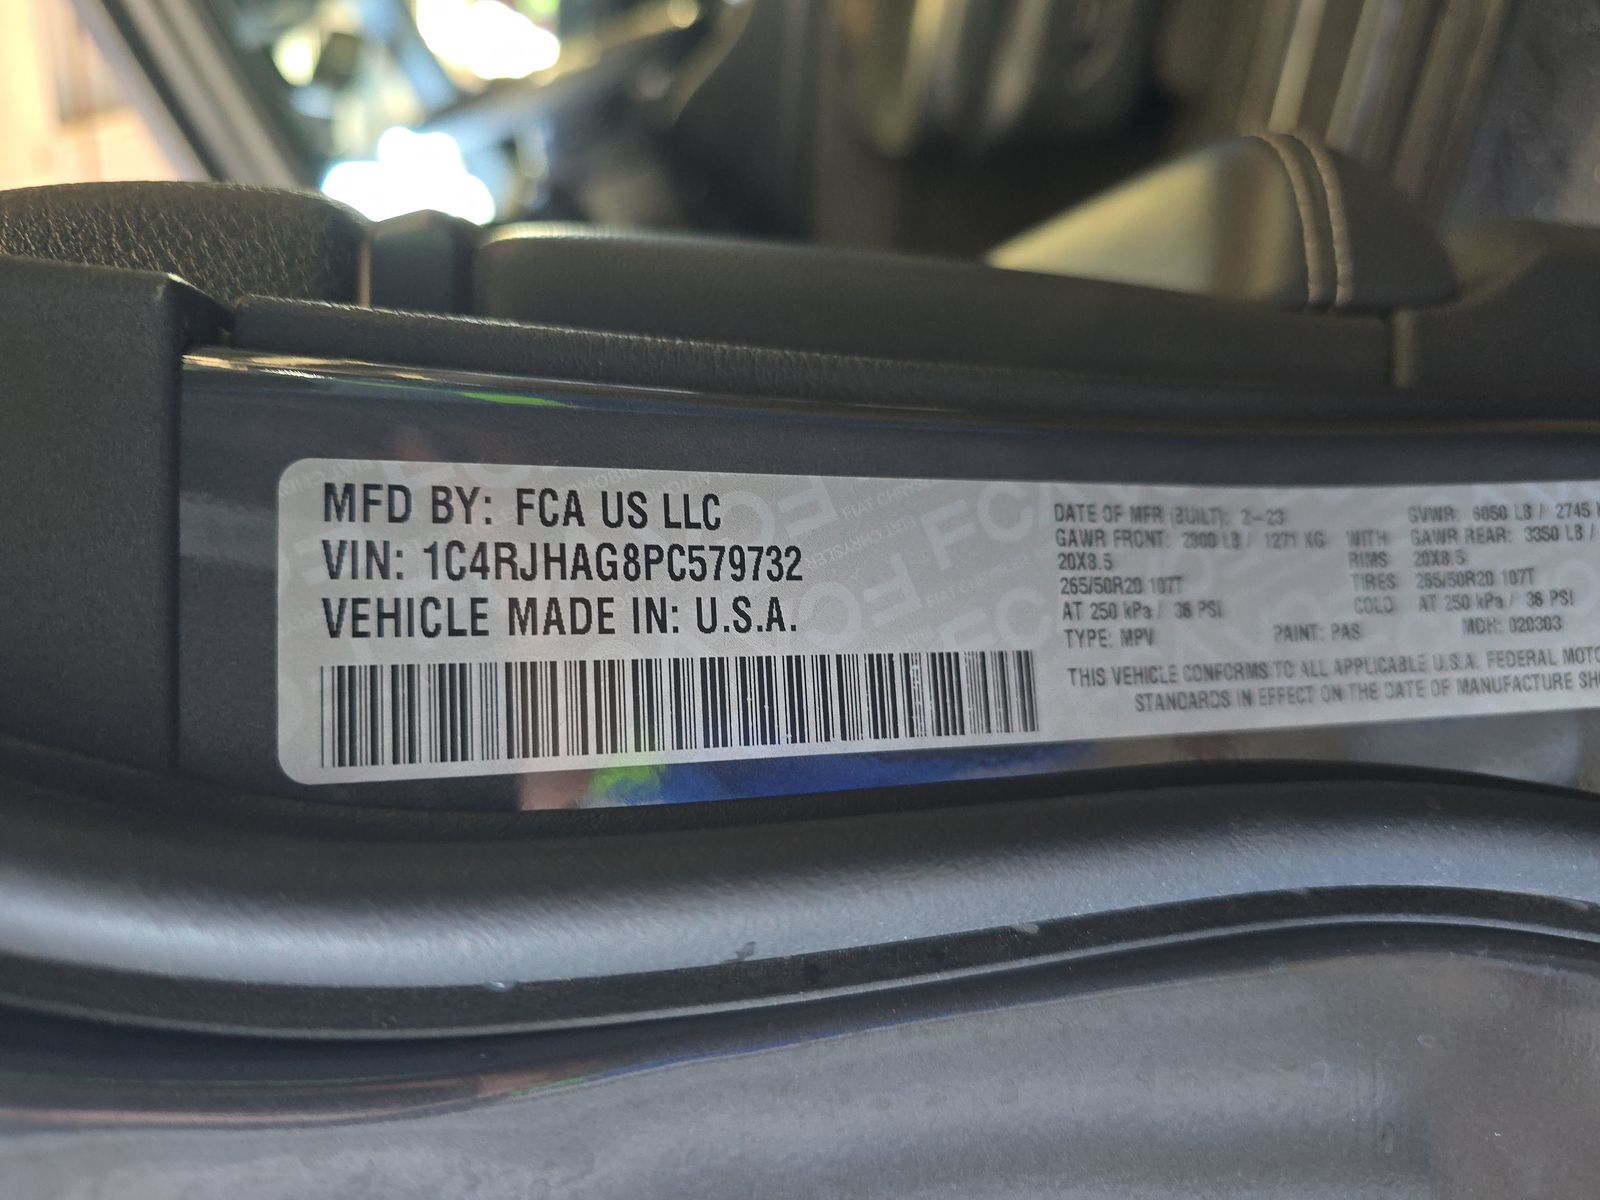 MFD BY: FCA US LLC
VIN: 1C4RJHAG8PC579732
VEHICLE MADE IN: U.S.A.
DATE OF MFR (BUILT): 2-23 GVWR: 6050 LB / 2745
GAWR FRONT: 2800 LB / 1271 KG WITH GAWR REAR: 3350 LB /
20X8.5 RIMS 20X8.5
265/50R20 107T TIRES 265/50R20 107T
AT 250 kPa / 36 PSI COLD AT 250 kPa / 36 PSI
TYPE: MPV PAINT: PAS MDH: 020303
THIS VEHICLE CONFORMS TO ALL APPLICABLE U.S.A. FEDERAL
STANDARDS IN EFFECT ON THE DATE OF MANUFACTURE